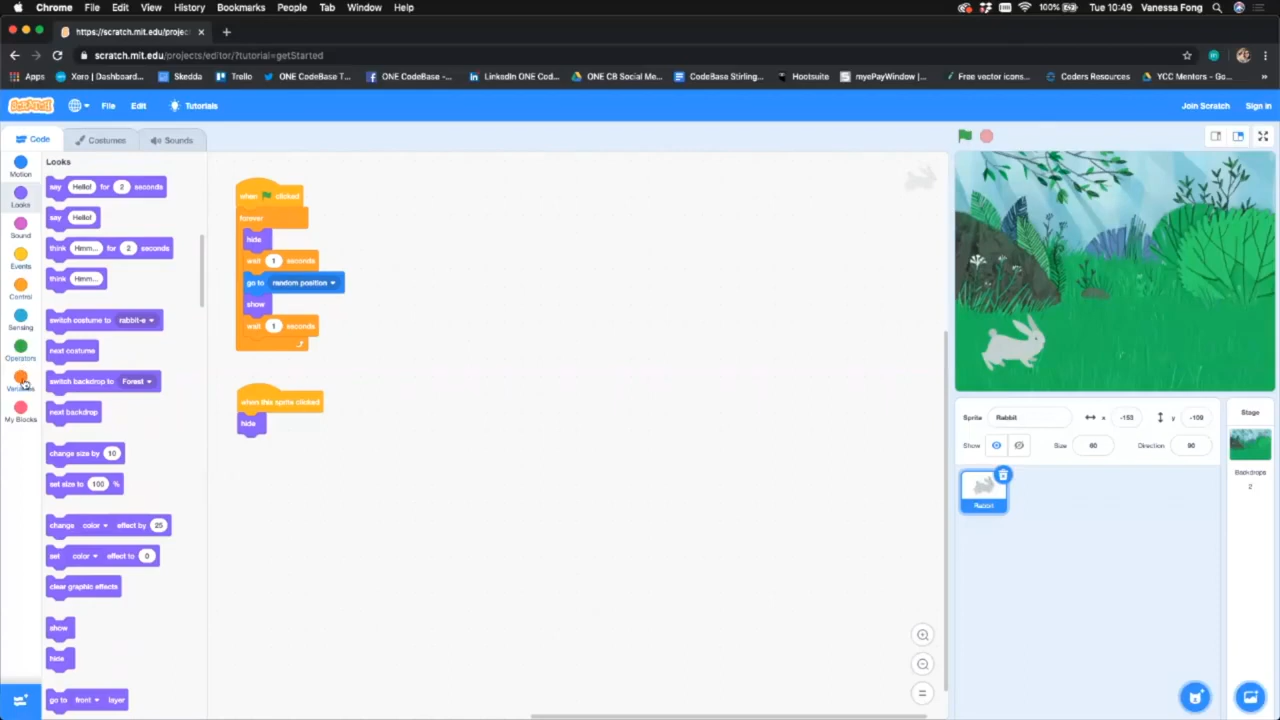 Chrome File Edit View History Bookmarks People Tab Window Help 100% Tue 10:49 Vanessa Fong
https://scratch.mit.edu/projec
scratch.mit.edu/projects/editor/?tutorial=getStarted
Apps Xero | Dashboard... Skedda Trello ONE CodeBase T... ONE CodeBase -... LinkedIn ONE Cod... ONE CB Social Me... CodeBase Stirling... Hootsuite myePayWindow |... Free vector icons... Coders Resources YCC Mentors - Go... »
SCRATCH File Edit Tutorials Join Scratch Sign in
Code Costumes Sounds
Motion
Looks
Sound
Events
Control
Sensing
Operators
Variables
My Blocks
Looks
say Hello! for 2 seconds
say Hello!
think Hmm... for 2 seconds
think Hmm...
switch costume to rabbit-e
next costume
switch backdrop to Forest
next backdrop
change size by 10
set size to 100 %
change color effect by 25
set color effect to 0
clear graphic effects
show
hide
go to front layer
when clicked
forever
hide
wait 1 seconds
go to random position
show
wait 1 seconds
when this sprite clicked
hide
Sprite Rabbit x -153 y -109
Show Size 60 Direction 90
Rabbit
Stage
Backdrops
2